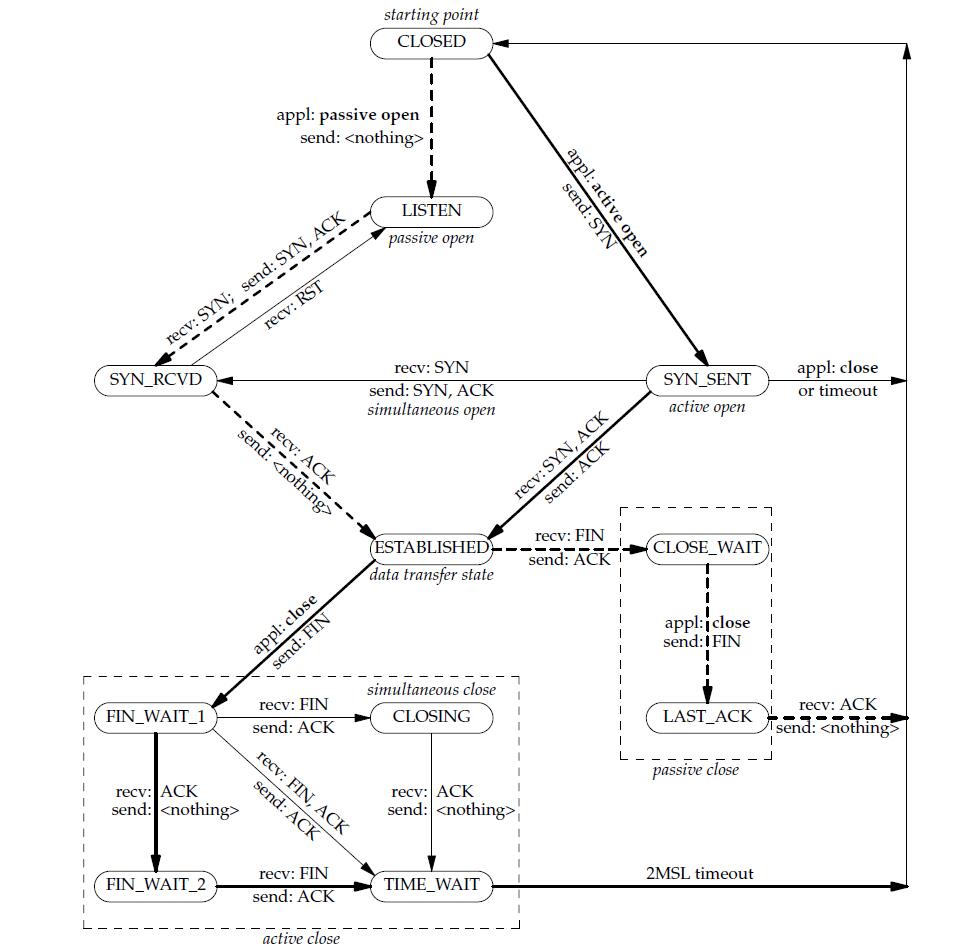 starting point
CLOSED
appl: passive open
send: <nothing>
appl: active open
send: SYN
LISTEN
passive open
recv: SYN; send: SYN, ACK
recv: RST
SYN_RCVD
recv: SYN
send: SYN, ACK
simultaneous open
SYN_SENT
active open
appl: close
or timeout
recv: ACK
send: <nothing>
recv: SYN, ACK
send: ACK
ESTABLISHED
data transfer state
recv: FIN
send: ACK
CLOSE_WAIT
appl: close
send: FIN
appl: close
send: FIN
LAST_ACK
recv: ACK
send: <nothing>
passive close
simultaneous close
FIN_WAIT_1
recv: FIN
send: ACK
CLOSING
recv: ACK
send: <nothing>
recv: FIN, ACK
send: ACK
recv: ACK
send: <nothing>
FIN_WAIT_2
recv: FIN
send: ACK
TIME_WAIT
2MSL timeout
active close